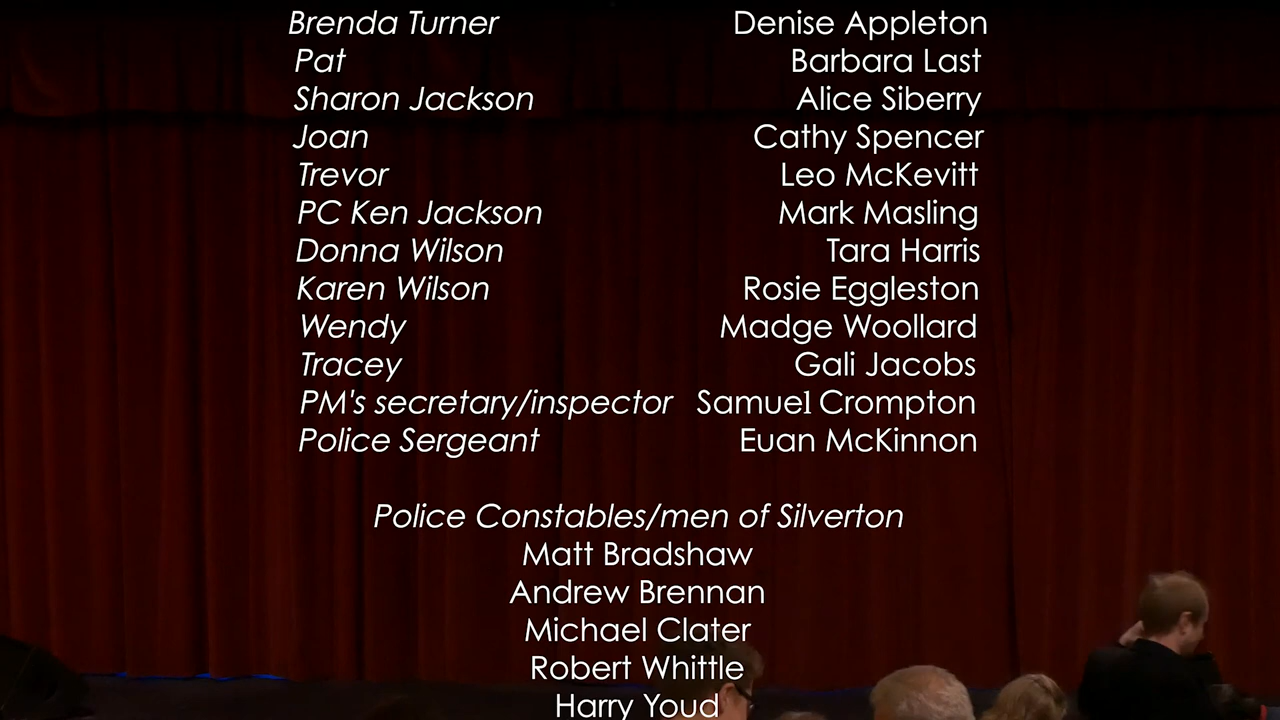 Brenda Turner Denise Appleton
Pat Barbara Last
Sharon Jackson Alice Siberry
Joan Cathy Spencer
Trevor Leo McKevitt
PC Ken Jackson Mark Masling
Donna Wilson Tara Harris
Karen Wilson Rosie Eggleston
Wendy Madge Woollard
Tracey Gali Jacobs
PM's secretary/inspector Samuel Crompton
Police Sergeant Euan McKinnon
Police Constables/men of Silverton
Matt Bradshaw
Andrew Brennan
Michael Clater
Robert Whittle
Harry Youd